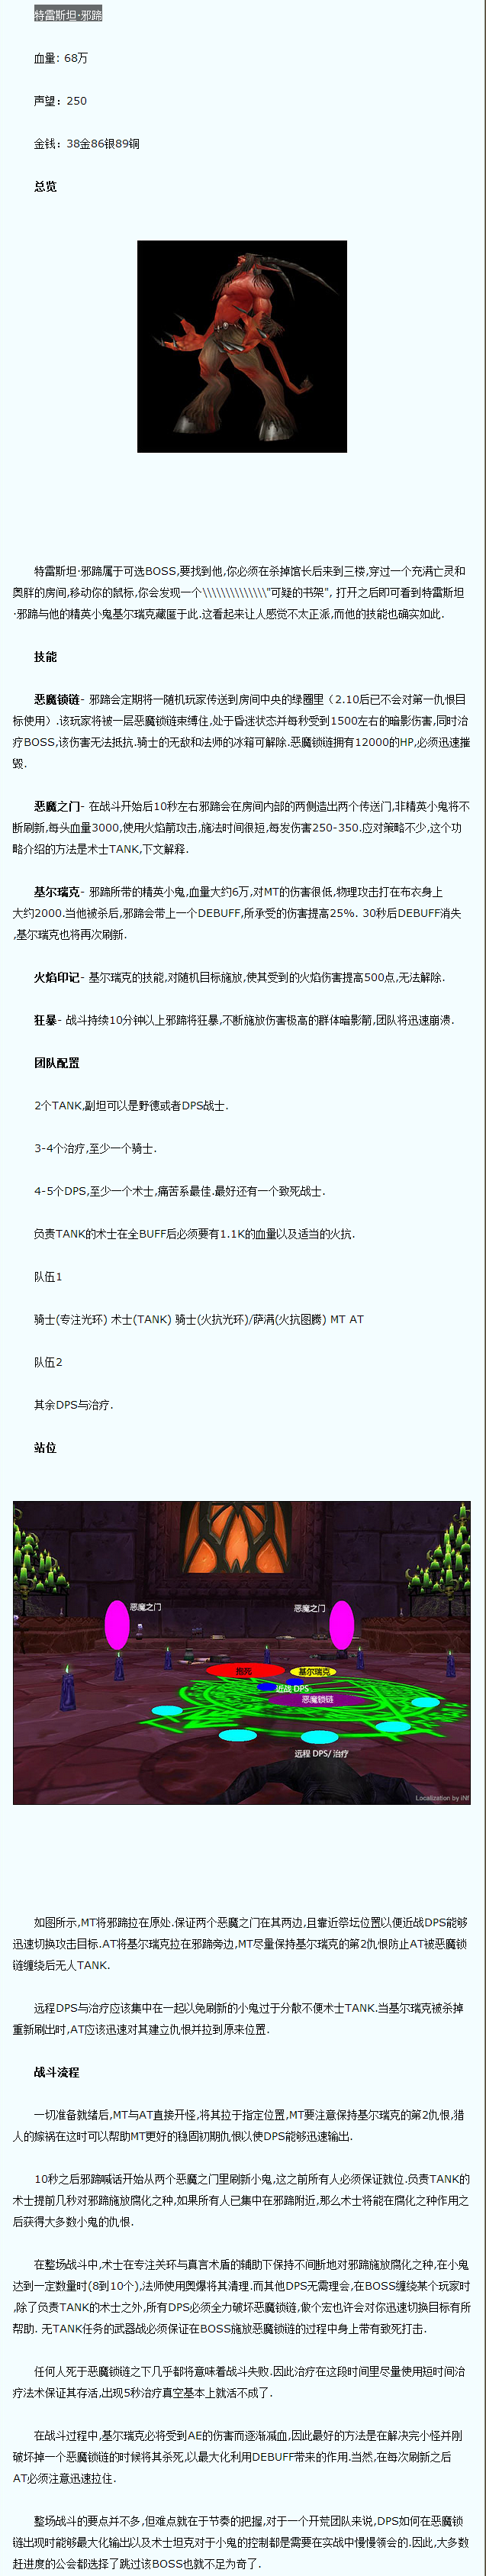 特雷斯坦·邪蹄
血量: 68万
声望：250
金钱：38金86银89铜
总览
特雷斯坦·邪蹄属于可选BOSS,要找到他,你必须在杀掉馆长后来到三楼,穿过一个充满亡灵和
奥胖的房间,移动你的鼠标,你会发现一个\\\\\\\\\\\\\\"可疑的书架", 打开之后即可看到特雷斯坦
·邪蹄与他的精英小鬼基尔瑞克藏匿于此.这看起来让人感觉不太正派,而他的技能也确实如此.
技能
恶魔锁链- 邪蹄会定期将一随机玩家传送到房间中央的绿圈里（2.10后已不会对第一仇恨目
标使用）.该玩家将被一层恶魔锁链束缚住,处于昏迷状态并每秒受到1500左右的暗影伤害,同时治
疗BOSS,该伤害无法抵抗.骑士的无敌和法师的冰箱可解除.恶魔锁链拥有12000的HP,必须迅速摧
毁.
恶魔之门- 在战斗开始后10秒左右邪蹄会在房间内部的两侧造出两个传送门,非精英小鬼将不
断刷新,每头血量3000,使用火焰箭攻击,施法时间很短,每发伤害250-350.应对策略不少,这个功
略介绍的方法是术士TANK,下文解释.
基尔瑞克- 邪蹄所带的精英小鬼,血量大约6万,对MT的伤害很低,物理攻击打在布衣身上
大约2000.当他被杀后,邪蹄会带上一个DEBUFF,所承受的伤害提高25%. 30秒后DEBUFF消失
,基尔瑞克也将再次刷新.
火焰印记- 基尔瑞克的技能,对随机目标施放,使其受到的火焰伤害提高500点,无法解除.
狂暴- 战斗持续10分钟以上邪蹄将狂暴,不断施放伤害极高的群体暗影箭,团队将迅速崩溃.
团队配置
2个TANK,副坦可以是野德或者DPS战士.
3-4个治疗,至少一个骑士.
4-5个DPS,至少一个术士,痛苦系最佳.最好还有一个致死战士.
负责TANK的术士在全BUFF后必须要有1.1K的血量以及适当的火抗.
队伍1
骑士(专注光环) 术士(TANK) 骑士(火抗光环)/萨满(火抗图腾) MT AT
队伍2
其余DPS与治疗.
站位
恶魔之门
恶魔之门
基尔瑞克
近战 DPS
恶魔锁链
远程 DPS/ 治疗
Localization by iNf
如图所示,MT将邪蹄拉在原处.保证两个恶魔之门在其两边,且靠近祭坛位置以便近战DPS能够
迅速切换攻击目标.AT将基尔瑞克拉在邪蹄旁边,MT尽量保持基尔瑞克的第2仇恨防止AT被恶魔锁
链缠绕后无人TANK.
远程DPS与治疗应该集中在一起以免刷新的小鬼过于分散不便术士TANK.当基尔瑞克被杀掉
重新刷出时,AT应该迅速对其建立仇恨并拉到原来位置.
战斗流程
一切准备就绪后,MT与AT直接开怪,将其拉于指定位置,MT要注意保持基尔瑞克的第2仇恨,猎
人的嫁祸在这时可以帮助MT更好的稳固初期仇恨以使DPS能够迅速输出.
10秒之后邪蹄喊话开始从两个恶魔之门里刷新小鬼,这之前所有人必须保证就位.负责TANK的
术士提前几秒对邪蹄施放腐化之种,如果所有人已集中在邪蹄附近,那么术士将能在腐化之种作用之
后获得大多数小鬼的仇恨.
在整场战斗中,术士在专注关环与真言术盾的辅助下保持不间断地对邪蹄施放腐化之种,在小鬼
达到一定数量时(8到10个),法师使用奥爆将其清理.而其他DPS无需理会,在BOSS缠绕某个玩家时
,除了负责TANK的术士之外,所有DPS必须全力破坏恶魔锁链,做个宏也许会对你迅速切换目标有所
帮助. 无TANK任务的武器战必须保证在BOSS施放恶魔锁链的过程中身上带有致死打击.
任何人死于恶魔锁链之下几乎都将意味着战斗失败.因此治疗在这段时间里尽量使用短时间治
疗法术保证其存活,出现5秒治疗真空基本上就活不成了.
在战斗过程中,基尔瑞克必将受到AE的伤害而逐渐减血,因此最好的方法是在解决完小怪并刚
破坏掉一个恶魔锁链的时候将其杀死,以最大化利用DEBUFF带来的作用.当然,在每次刷新之后
AT必须注意迅速拉住.
整场战斗的要点并不多,但难点就在于节奏的把握,对于一个开荒团队来说,DPS如何在恶魔锁
链出现时能够最大化输出以及术士坦克对于小鬼的控制都是需要在实战中慢慢领会的.因此,大多数
赶进度的公会都选择了跳过该BOSS也就不足为奇了.